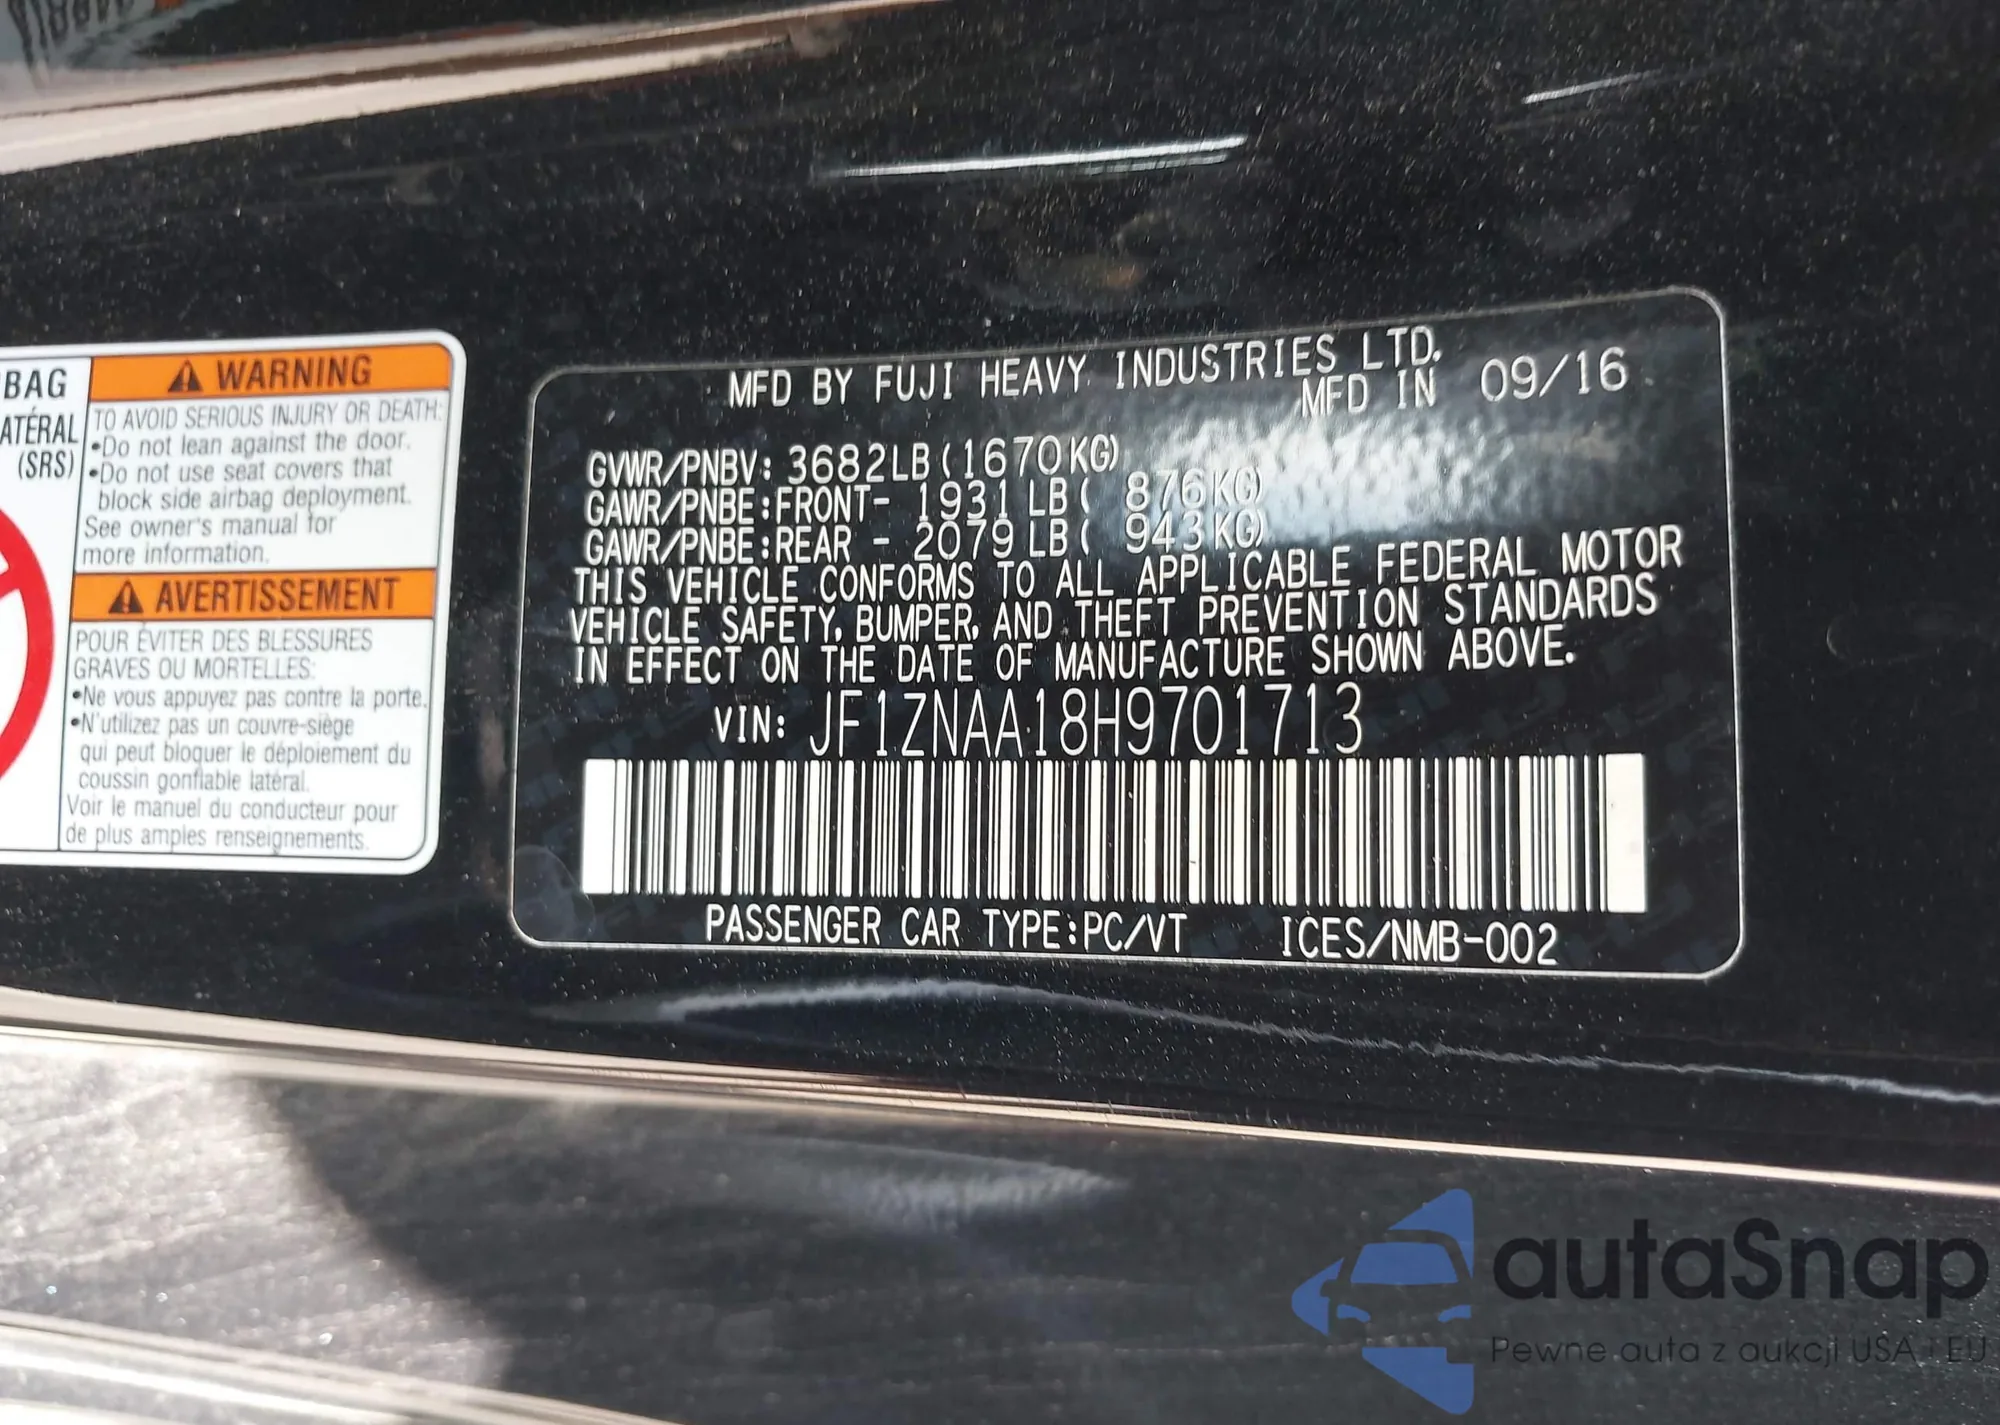 BAG
ATÉRAL
(SRS)
WARNING
TO AVOID SERIOUS INJURY OR DEATH:
•Do not lean against the door.
•Do not use seat covers that
block side airbag deployment.
See owner's manual for
more information.
AVERTISSEMENT
POUR ÉVITER DES BLESSURES
GRAVES OU MORTELLES:
•Ne vous appuyez pas contre la porte.
•N'utilizez pas un couvre-siège
qui peut bloquer le déploiement du
coussin gonflable latéral.
Voir le manuel du conducteur pour
de plus amples renseignements.
MFD BY FUJI HEAVY INDUSTRIES LTD.
MFD IN 09/16
GVWR/PNBV: 3682LB(1670KG)
GAWR/PNBE:FRONT- 1931 LB( 876KG)
GAWR/PNBE:REAR - 2079 LB( 943KG)
THIS VEHICLE CONFORMS TO ALL APPLICABLE FEDERAL MOTOR
VEHICLE SAFETY, BUMPER, AND THEFT PREVENTION STANDARDS
IN EFFECT ON THE DATE OF MANUFACTURE SHOWN ABOVE.
VIN: JF1ZNAA18H9701713
PASSENGER CAR TYPE:PC/VT ICES/NMB-002
autaSnap
Pewne auta z aukcji USA i EU